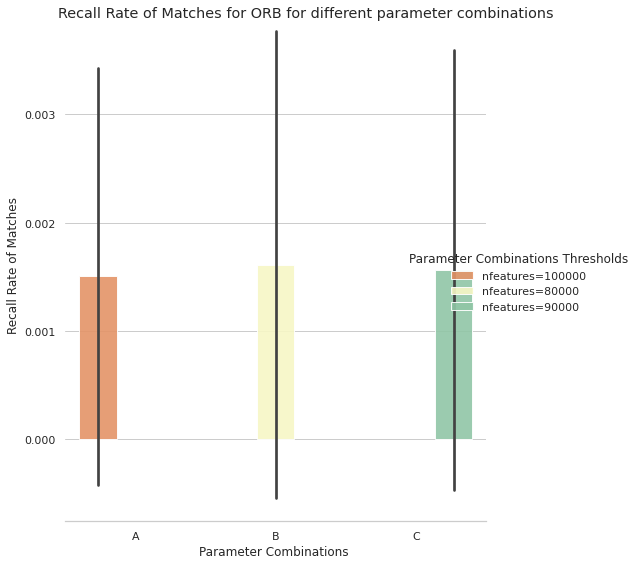 Recall Rate of Matches for ORB for different parameter combinations
0.003
0.002
0.001
0.000
Recall Rate of Matches
Parameter Combinations Thresholds
nfeatures=100000
nfeatures=80000
nfeatures=90000
A
B
C
Parameter Combinations